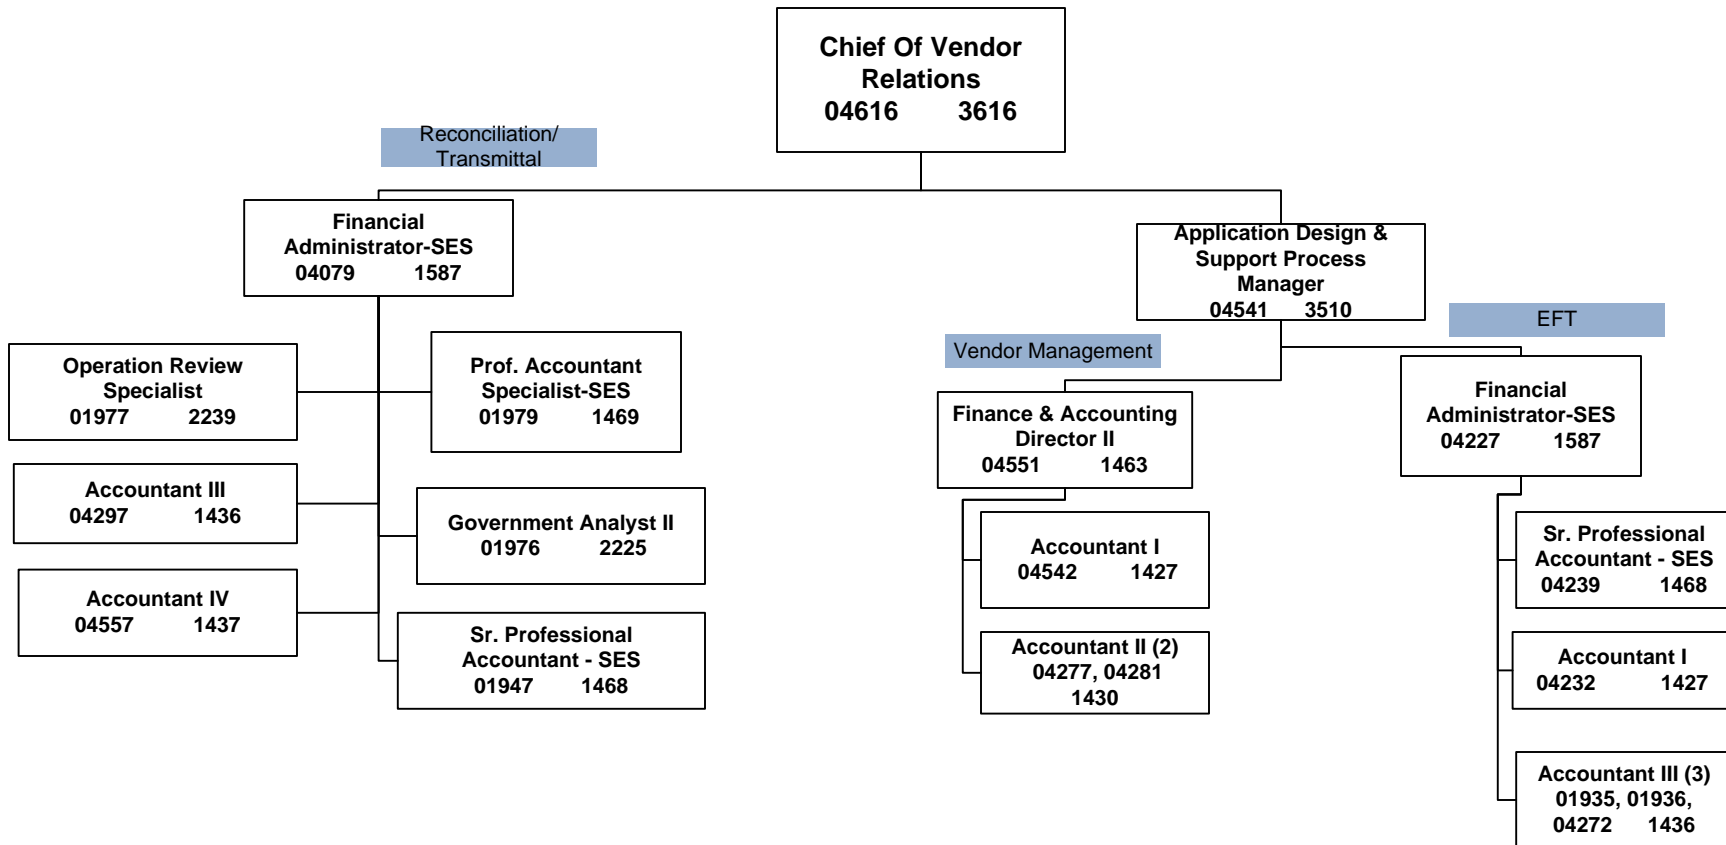 Chief Of Vendor
Relations
04616 3616
Reconciliation/
Transmittal
Financial
Administrator-SES
04079 1587
Application Design &
Support Process
Manager
04541 3510
EFT
Vendor Management
Operation Review
Specialist
01977 2239
Prof. Accountant
Specialist-SES
01979 1469
Finance & Accounting
Director II
04551 1463
Financial
Administrator-SES
04227 1587
Accountant III
04297 1436
Government Analyst II
01976 2225
Accountant I
04542 1427
Sr. Professional
Accountant - SES
04239 1468
Accountant IV
04557 1437
Sr. Professional
Accountant - SES
01947 1468
Accountant II (2)
04277, 04281
1430
Accountant I
04232 1427
Accountant III (3)
01935, 01936,
04272 1436